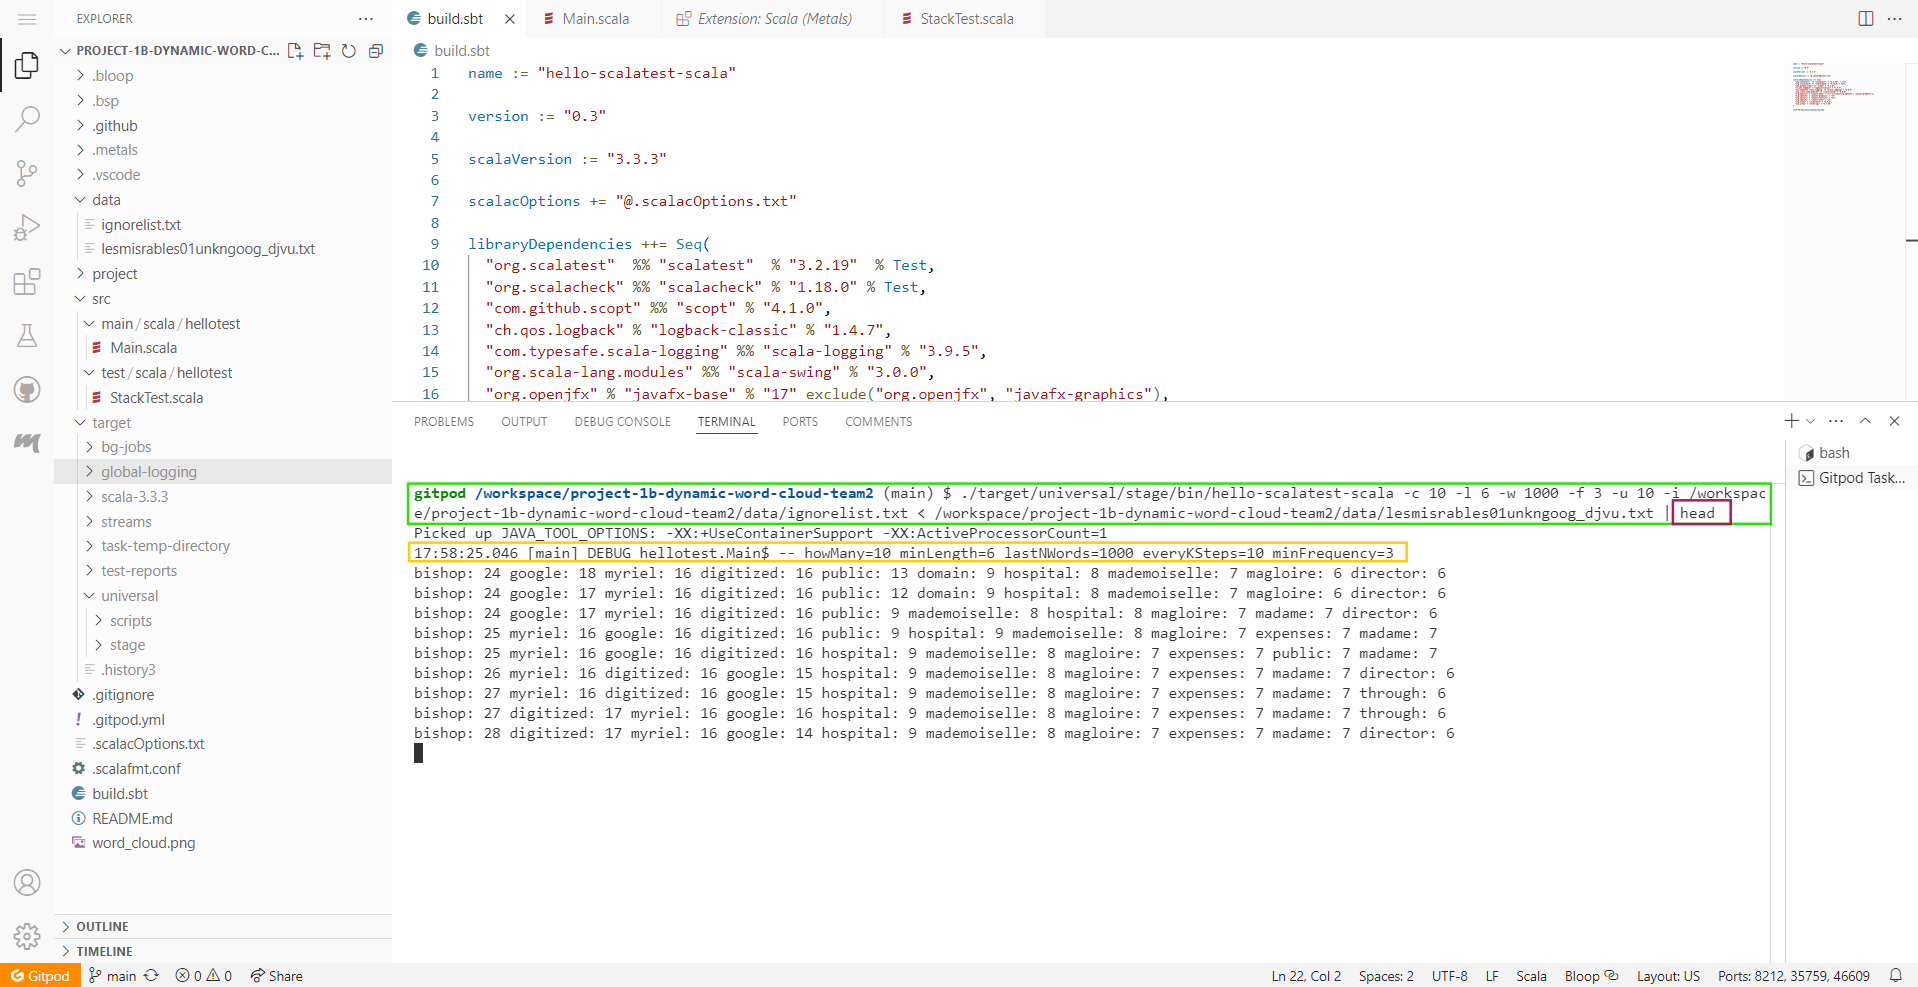 EXPLORER
PROJECT-1B-DYNAMIC-WORD-C...
.bloop
.bsp
.github
.metals
.vscode
data
ignorelist.txt
lesmisrables01unkngoog_djvu.txt
project
src
main / scala / hellotest
Main.scala
test / scala / hellotest
StackTest.scala
target
bg-jobs
global-logging
scala-3.3.3
streams
task-temp-directory
test-reports
universal
scripts
stage
.history3
.gitignore
.gitpod.yml
.scalacOptions.txt
.scalafmt.conf
build.sbt
README.md
word_cloud.png
OUTLINE
TIMELINE
build.sbt Main.scala Extension: Scala (Metals) StackTest.scala
build.sbt
1 name := "hello-scalatest-scala"
2
3 version := "0.3"
4
5 scalaVersion := "3.3.3"
6
7 scalacOptions += "@.scalacOptions.txt"
8
9 libraryDependencies ++= Seq(
10 "org.scalatest" %% "scalatest" % "3.2.19" % Test,
11 "org.scalacheck" %% "scalacheck" % "1.18.0" % Test,
12 "com.github.scopt" %% "scopt" % "4.1.0",
13 "ch.qos.logback" % "logback-classic" % "1.4.7",
14 "com.typesafe.scala-logging" %% "scala-logging" % "3.9.5",
15 "org.scala-lang.modules" %% "scala-swing" % "3.0.0",
16 "org.openjfx" % "javafx-base" % "17" exclude("org.openjfx", "javafx-graphics"),
PROBLEMS OUTPUT DEBUG CONSOLE TERMINAL PORTS COMMENTS
gitpod /workspace/project-1b-dynamic-word-cloud-team2 (main) $ ./target/universal/stage/bin/hello-scalatest-scala -c 10 -l 6 -w 1000 -f 3 -u 10 -i /workspac
e/project-1b-dynamic-word-cloud-team2/data/ignorelist.txt < /workspace/project-1b-dynamic-word-cloud-team2/data/lesmisrables01unkngoog_djvu.txt | head
Picked up JAVA_TOOL_OPTIONS: -XX:+UseContainerSupport -XX:ActiveProcessorCount=1
17:58:25.046 [main] DEBUG hellotest.Main$ -- howMany=10 minLength=6 lastNWords=1000 everyKSteps=10 minFrequency=3
bishop: 24 google: 18 myriel: 16 digitized: 16 public: 13 domain: 9 hospital: 8 mademoiselle: 7 magloire: 6 director: 6
bishop: 24 google: 17 myriel: 16 digitized: 16 public: 12 domain: 9 hospital: 8 mademoiselle: 7 magloire: 6 director: 6
bishop: 24 google: 17 myriel: 16 digitized: 16 public: 9 mademoiselle: 8 hospital: 8 magloire: 7 madame: 7 director: 6
bishop: 25 myriel: 16 google: 16 digitized: 16 public: 9 hospital: 9 mademoiselle: 8 magloire: 7 expenses: 7 madame: 7
bishop: 25 myriel: 16 google: 16 digitized: 16 hospital: 9 mademoiselle: 8 magloire: 7 expenses: 7 public: 7 madame: 7
bishop: 26 myriel: 16 digitized: 16 google: 15 hospital: 9 mademoiselle: 8 magloire: 7 expenses: 7 madame: 7 director: 6
bishop: 27 myriel: 16 digitized: 16 google: 15 hospital: 9 mademoiselle: 8 magloire: 7 expenses: 7 madame: 7 through: 6
bishop: 27 digitized: 17 myriel: 16 google: 16 hospital: 9 mademoiselle: 8 magloire: 7 expenses: 7 madame: 7 through: 6
bishop: 28 digitized: 17 myriel: 16 google: 14 hospital: 9 mademoiselle: 8 magloire: 7 expenses: 7 madame: 7 director: 6
bash
Gitpod Task...
Gitpod main 0 0 Share
Ln 22, Col 2 Spaces: 2 UTF-8 LF Scala Bloop Layout: US Ports: 8212, 35759, 46609